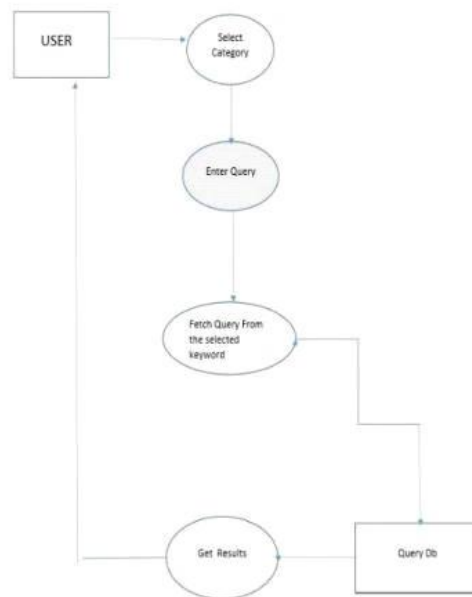 USER
Select
Category
Enter Query
Fetch Query From
the selected
keyword
Get Results
Query Db